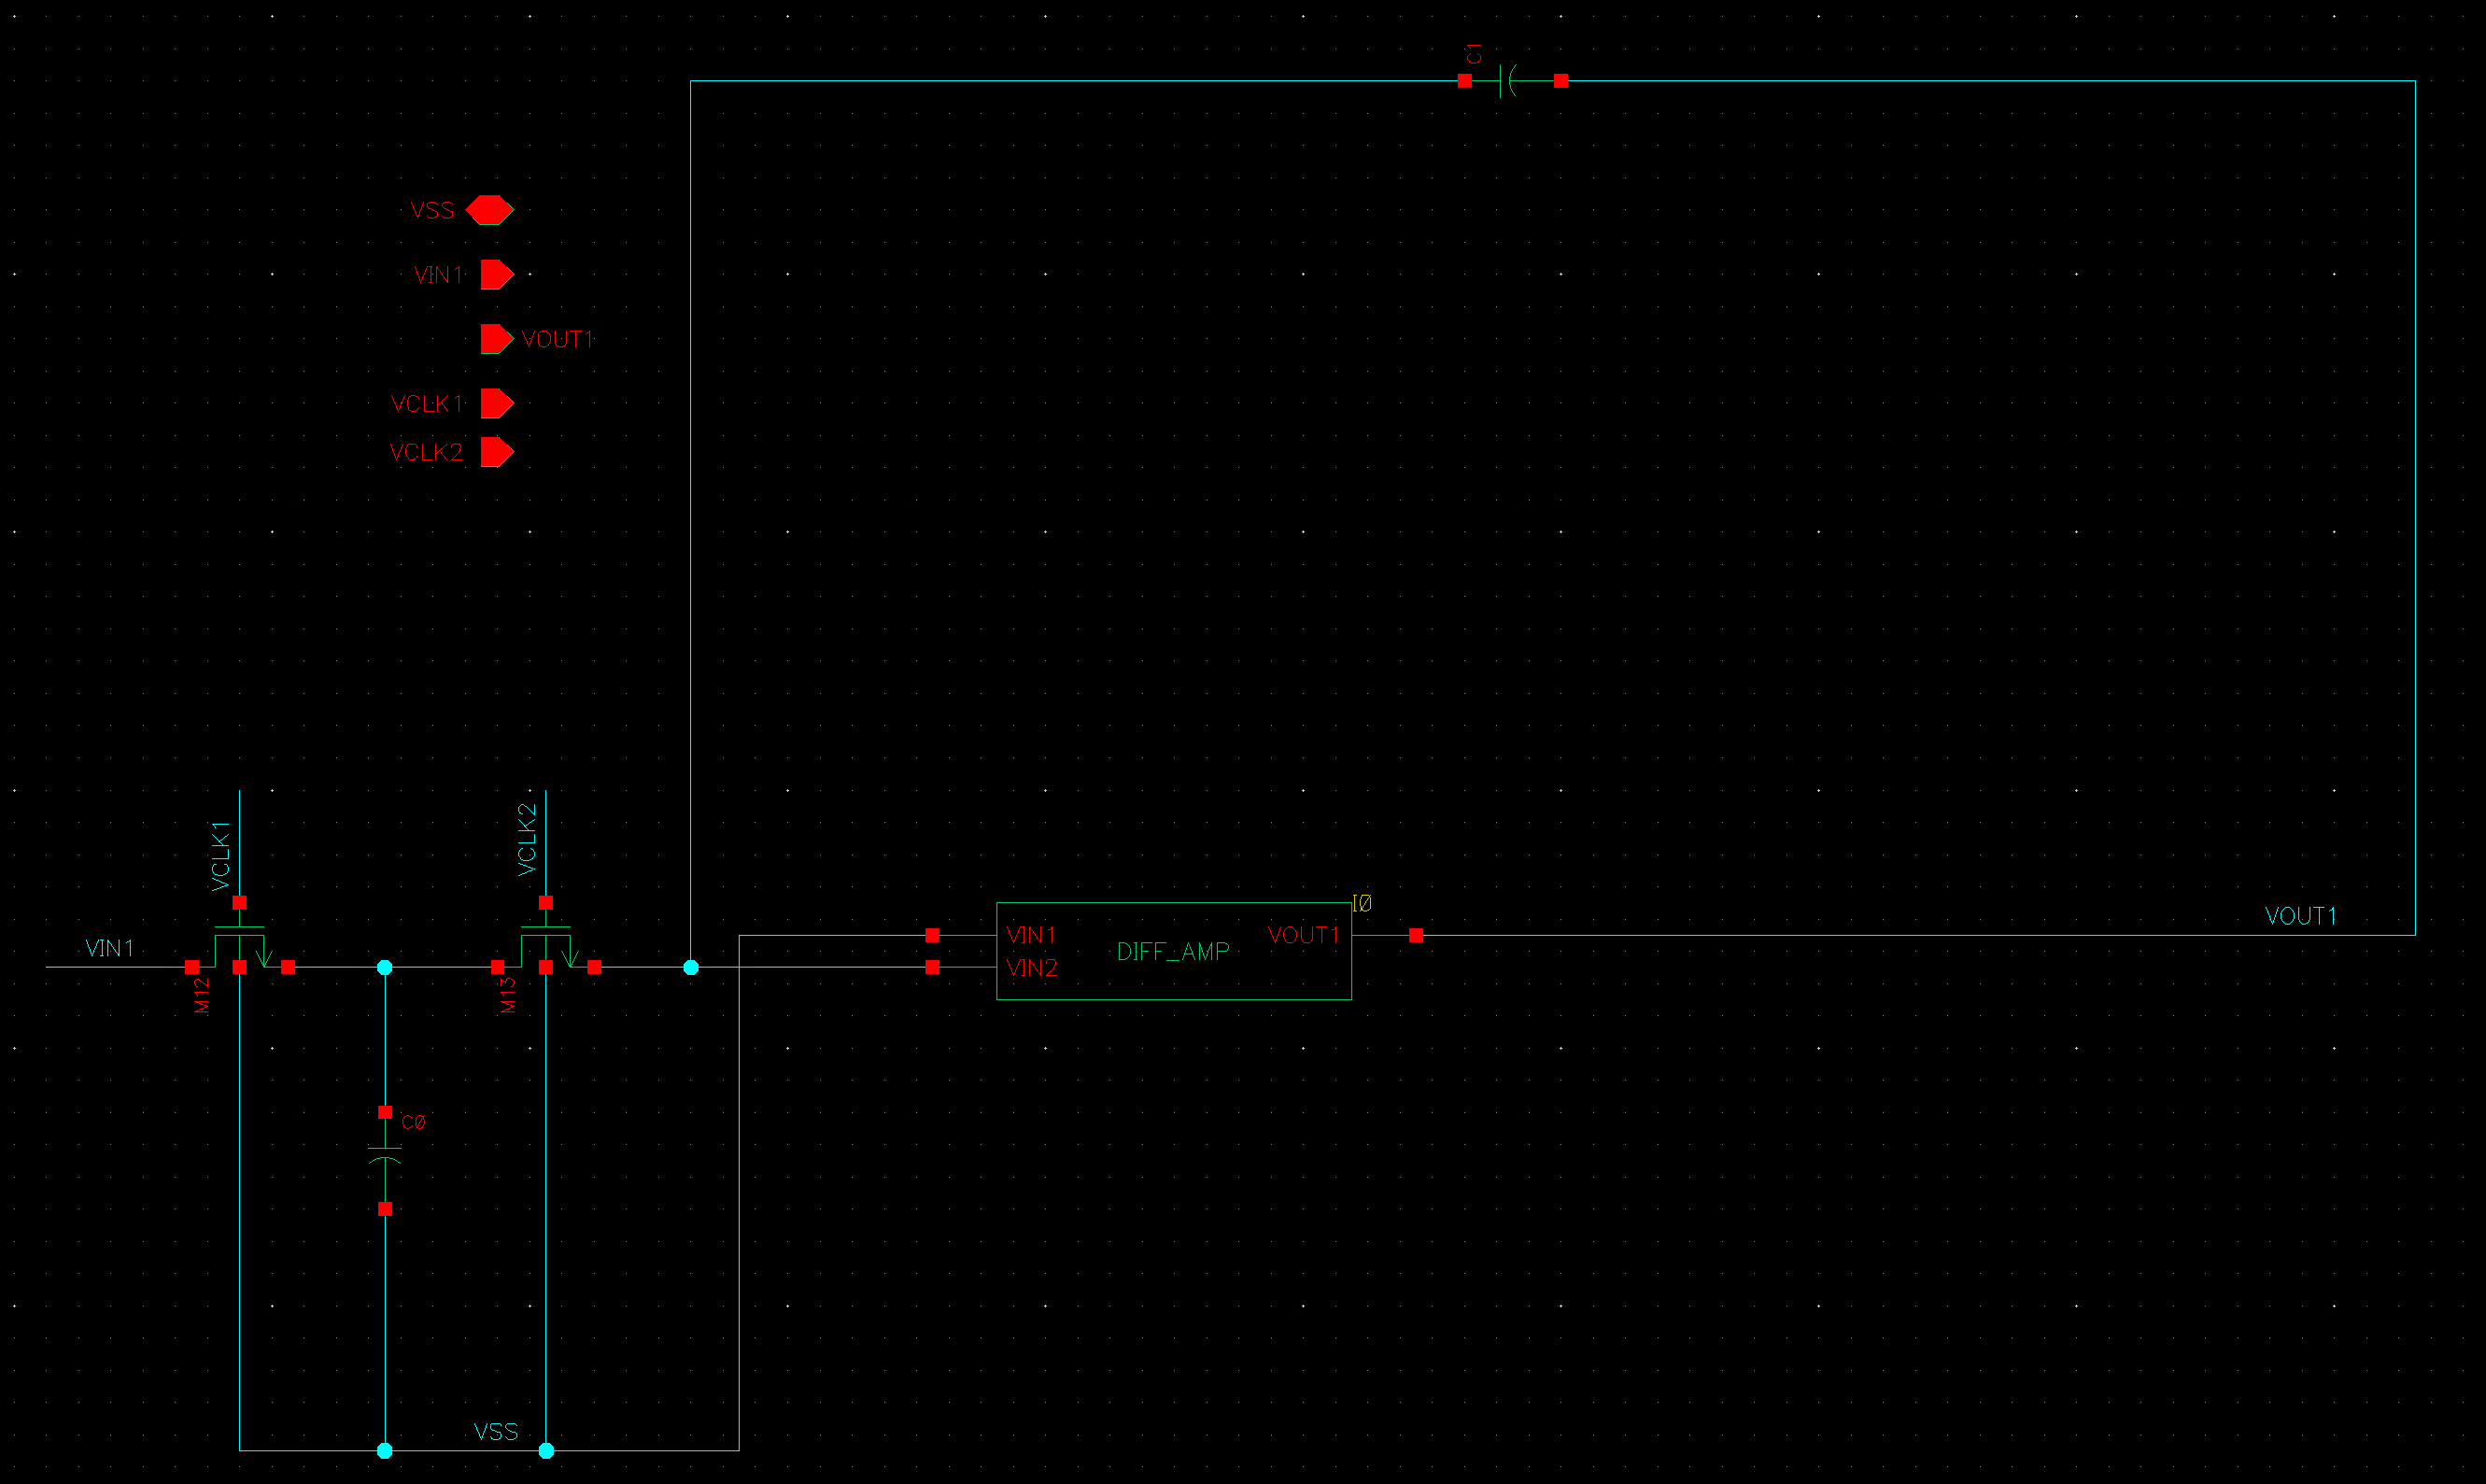 C1
VSS
VIN1
VOUT1
VCLK1
VCLK2
VCLK1
VCLK2
IØ
VIN1
VOUT1
DIFF_AMP
VIN2
VOUT1
VIN1
M12
M13
CØ
VSS